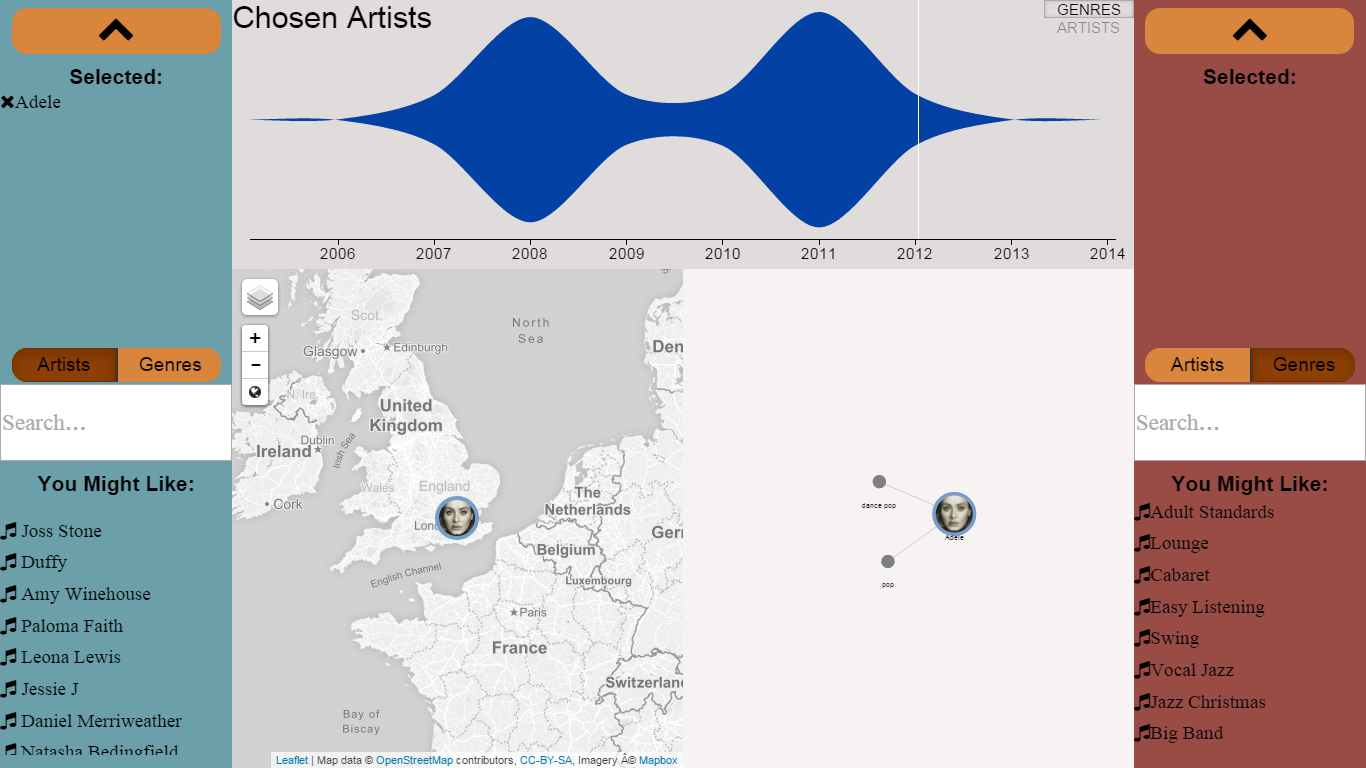 Selected:
Adele
Artists
Genres
Search...
You Might Like:
Joss Stone
Duffy
Amy Winehouse
Paloma Faith
Leona Lewis
Jessie J
Daniel Merriweather
Natasha Bedingfield
Chosen Artists
GENRES
ARTISTS
2006 2007 2008 2009 2010 2011 2012 2013 2014
+
−
Scot.
Glasgow
Edinburgh
North
Sea
Den
N. Ire.
United
Kingdom
Dublin
Ireland
Irish Sea
Cork
Wales
England
Lon
The
Netherlands
Ger
Belgium
English Channel
Luxembourg
Paris
France
Switzerlan
Bay of
Biscay
Leaflet | Map data © OpenStreetMap contributors, CC-BY-SA, Imagery Â© Mapbox
dance pop
Adele
pop
Selected:
Artists
Genres
Search...
You Might Like:
Adult Standards
Lounge
Cabaret
Easy Listening
Swing
Vocal Jazz
Jazz Christmas
Big Band